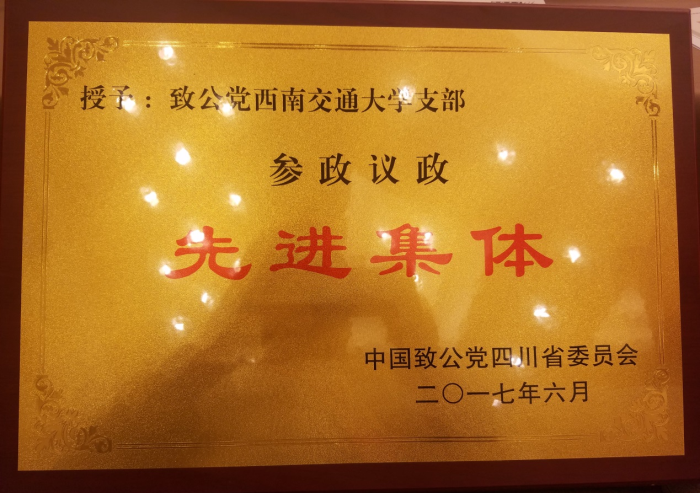 授予：致公党西南交通大学支部
参政议政
先进集体
中国致公党四川省委员会
二〇一七年六月